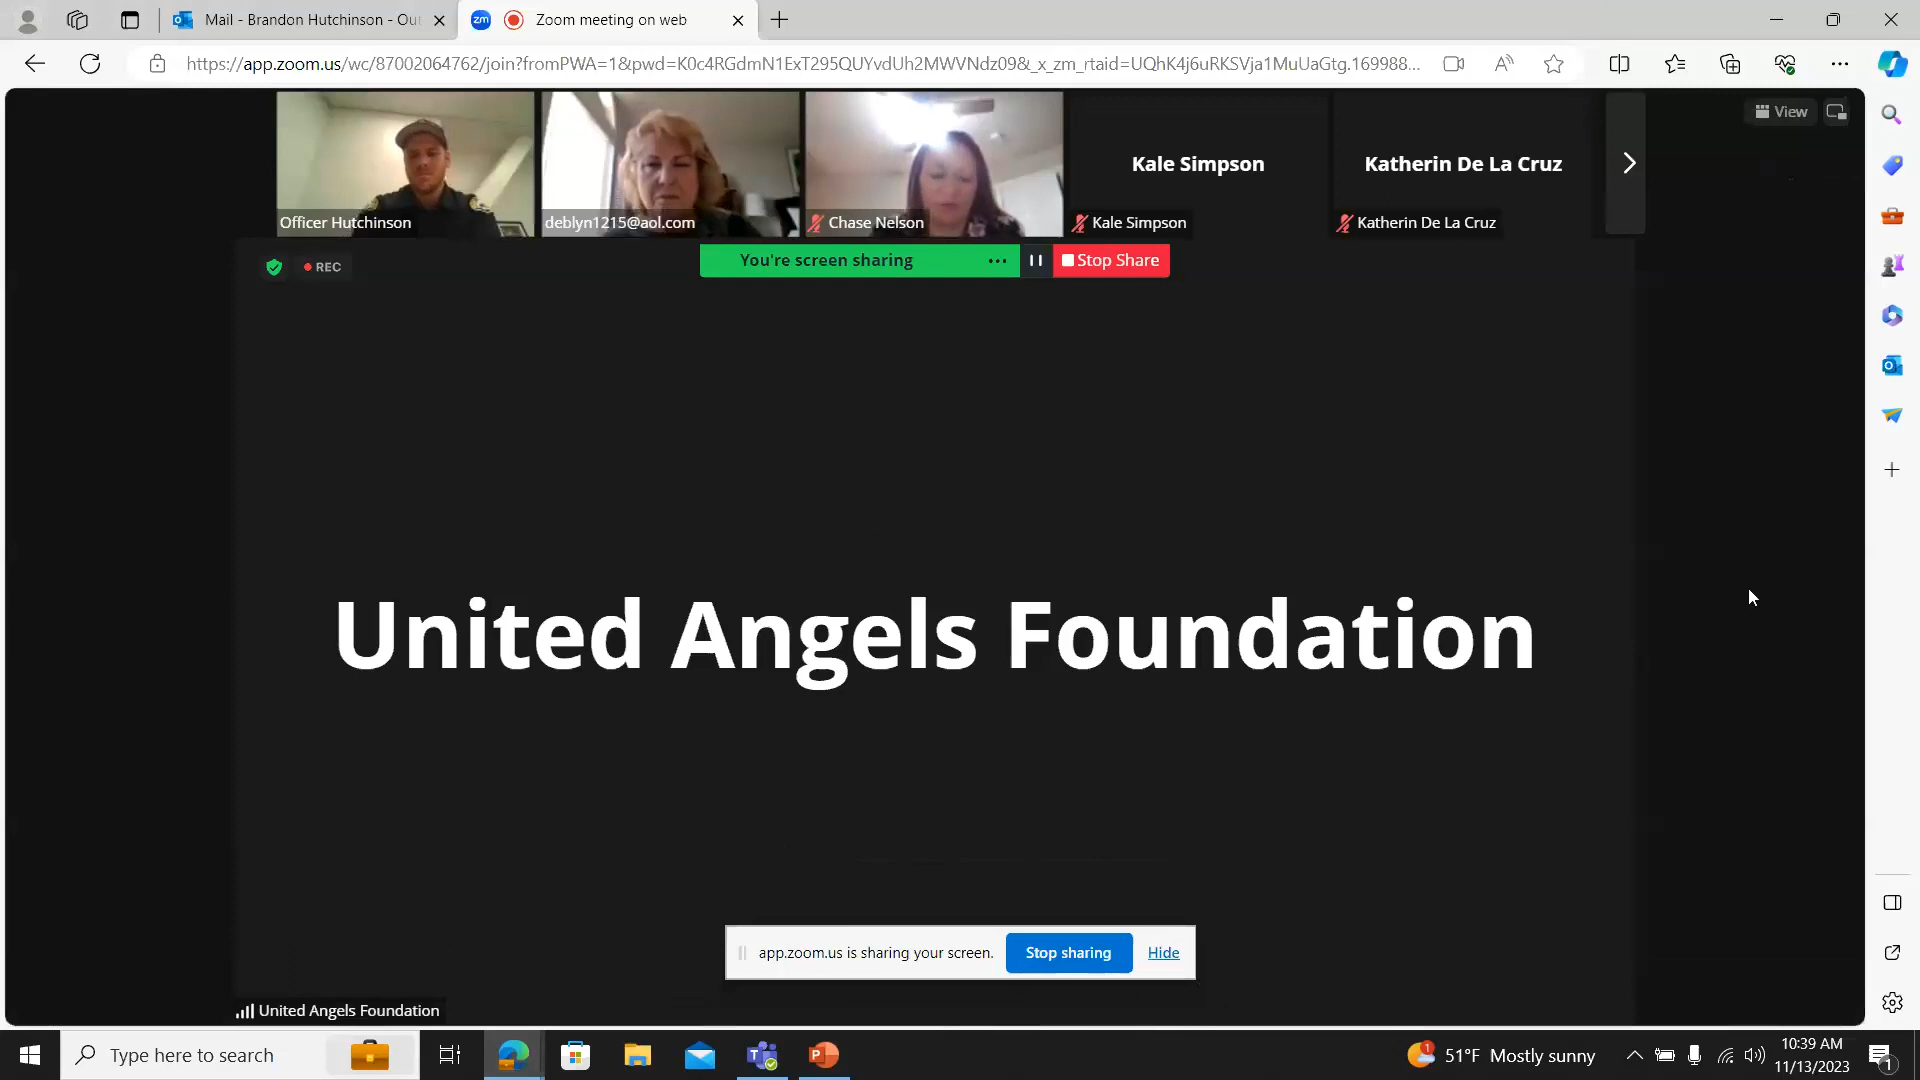 Mail - Brandon Hutchinson - Ou
zm Zoom meeting on web
https://app.zoom.us/wc/87002064762/join?fromPWA=1&pwd=K0c4RGdmN1ExT295QUYvdUh2MWVNdz09&_x_zm_rtaid=UQhK4j6uRKSVja1MuUaGtg.169988...
View
Kale Simpson
Katherin De La Cruz
Officer Hutchinson
deblyn1215@aol.com
Chase Nelson
Kale Simpson
Katherin De La Cruz
REC
You're screen sharing
Stop Share
United Angels Foundation
app.zoom.us is sharing your screen.
Stop sharing
Hide
United Angels Foundation
Type here to search
1
51°F Mostly sunny
10:39 AM
11/13/2023
1